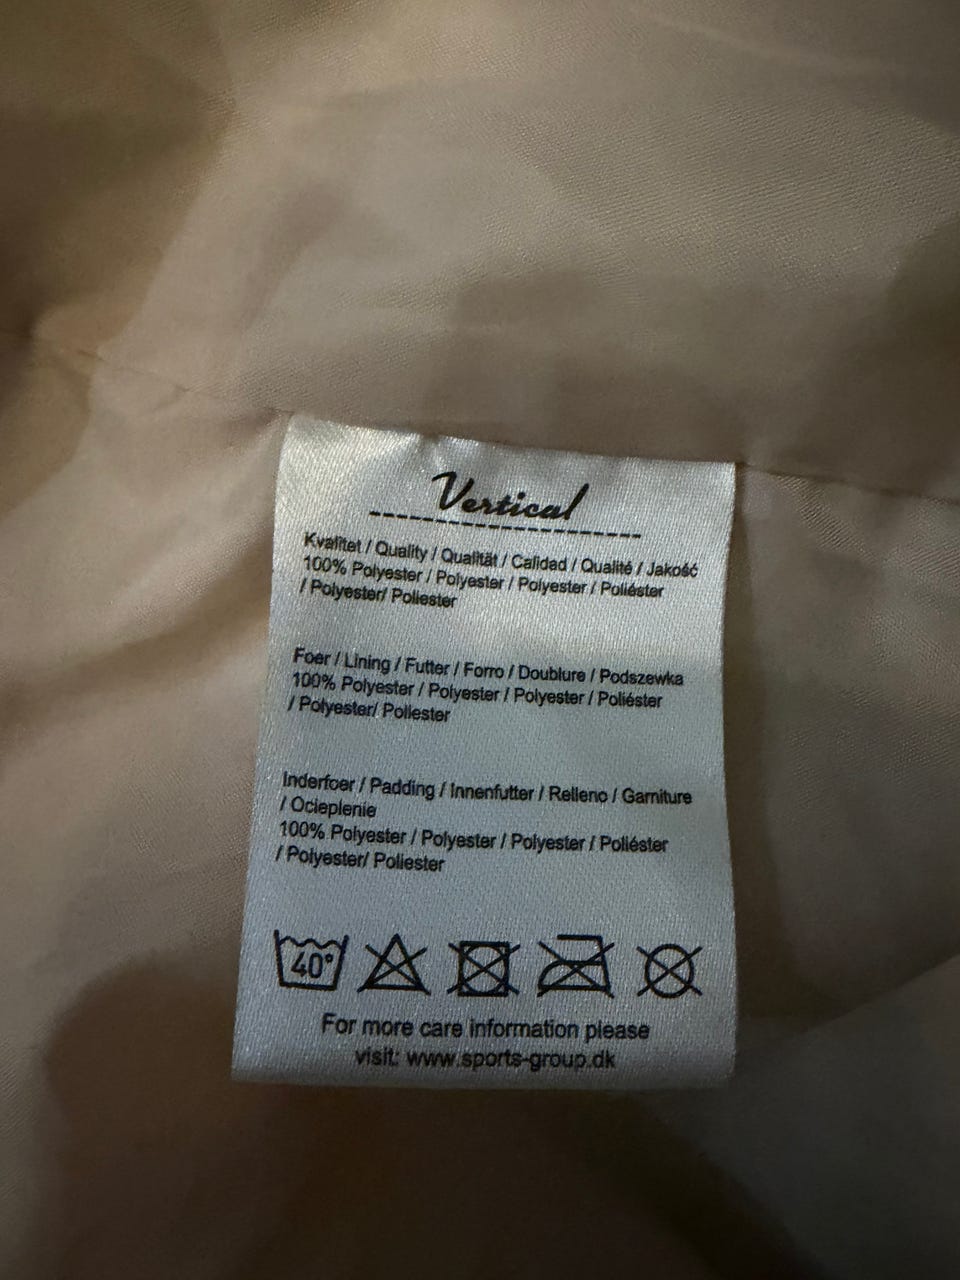 Vertical
Kvalitet / Quality / Qualität / Calidad / Qualité / Jakość
100% Polyester / Polyester / Polyester / Poliéster
/ Polyester/ Poliester
Foer / Lining / Futter / Forro / Doublure / Podszewka
100% Polyester / Polyester / Polyester / Poliéster
/ Polyester/ Poliester
Inderfoer / Padding / Innenfutter / Relleno / Garniture
/ Ocieplenie
100% Polyester / Polyester / Polyester / Poliéster
/ Polyester/ Poliester
40°
For more care information please
visit: www.sports-group.dk